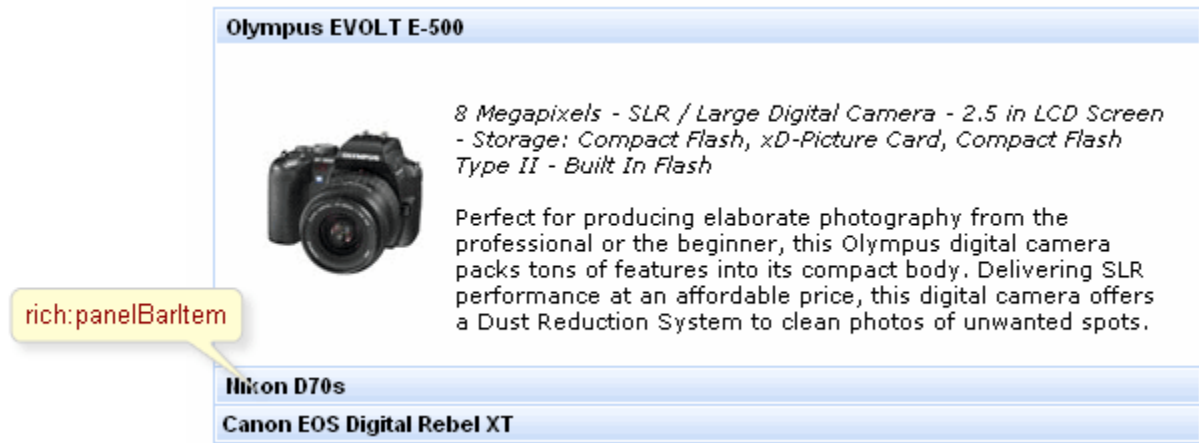 Olympus EVOLT E-500
8 Megapixels - SLR / Large Digital Camera - 2.5 in LCD Screen
- Storage: Compact Flash, xD-Picture Card, Compact Flash
Type II - Built In Flash
Perfect for producing elaborate photography from the
professional or the beginner, this Olympus digital camera
packs tons of features into its compact body. Delivering SLR
performance at an affordable price, this digital camera offers
a Dust Reduction System to clean photos of unwanted spots.
rich:panelBarItem
Nikon D70s
Canon EOS Digital Rebel XT